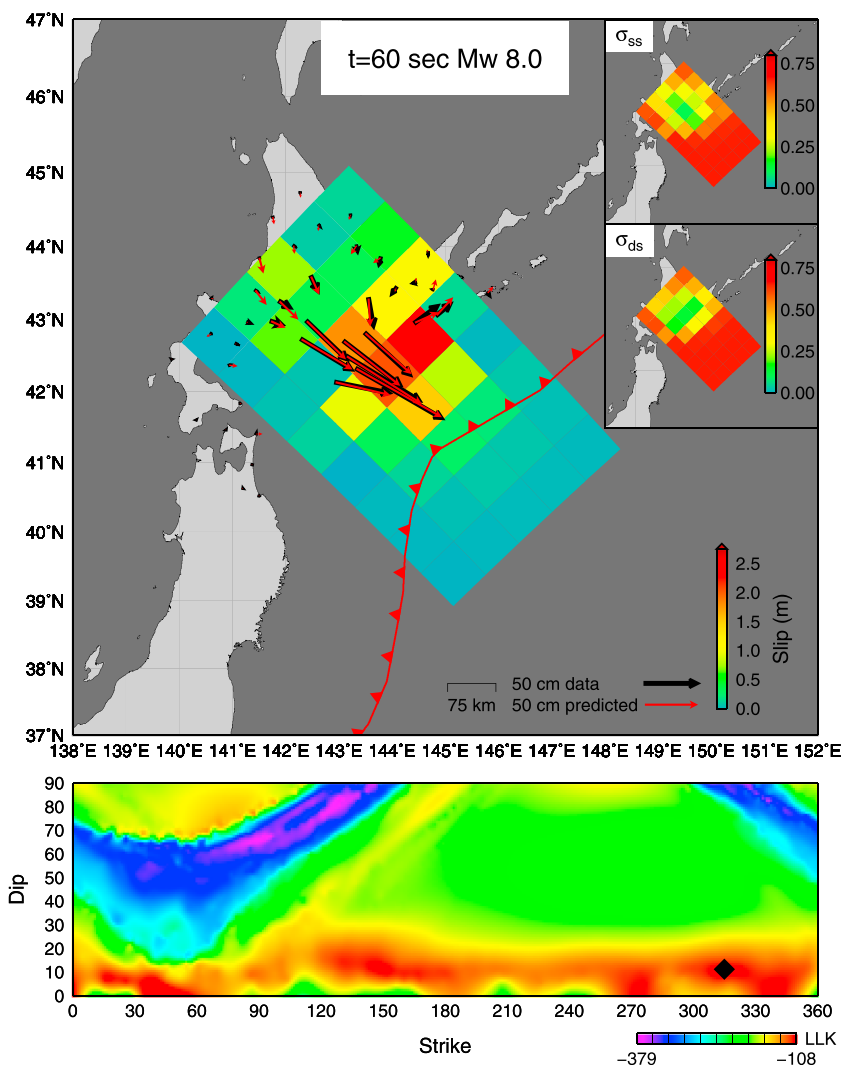 t=60 sec Mw 8.0
47°N
46°N
45°N
44°N
43°N
42°N
41°N
40°N
39°N
38°N
37°N
138°E 139°E 140°E 141°E 142°E 143°E 144°E 145°E 146°E 147°E 148°E 149°E 150°E 151°E 152°E
σss
0.75
0.50
0.25
0.00
σds
0.75
0.50
0.25
0.00
2.5
2.0
1.5
1.0
0.5
0.0
Slip (m)
50 cm data
75 km 50 cm predicted
90
80
70
60
50
40
30
20
10
0
Dip
0 30 60 90 120 150 180 210 240 270 300 330 360
Strike
LLK
−379 −108